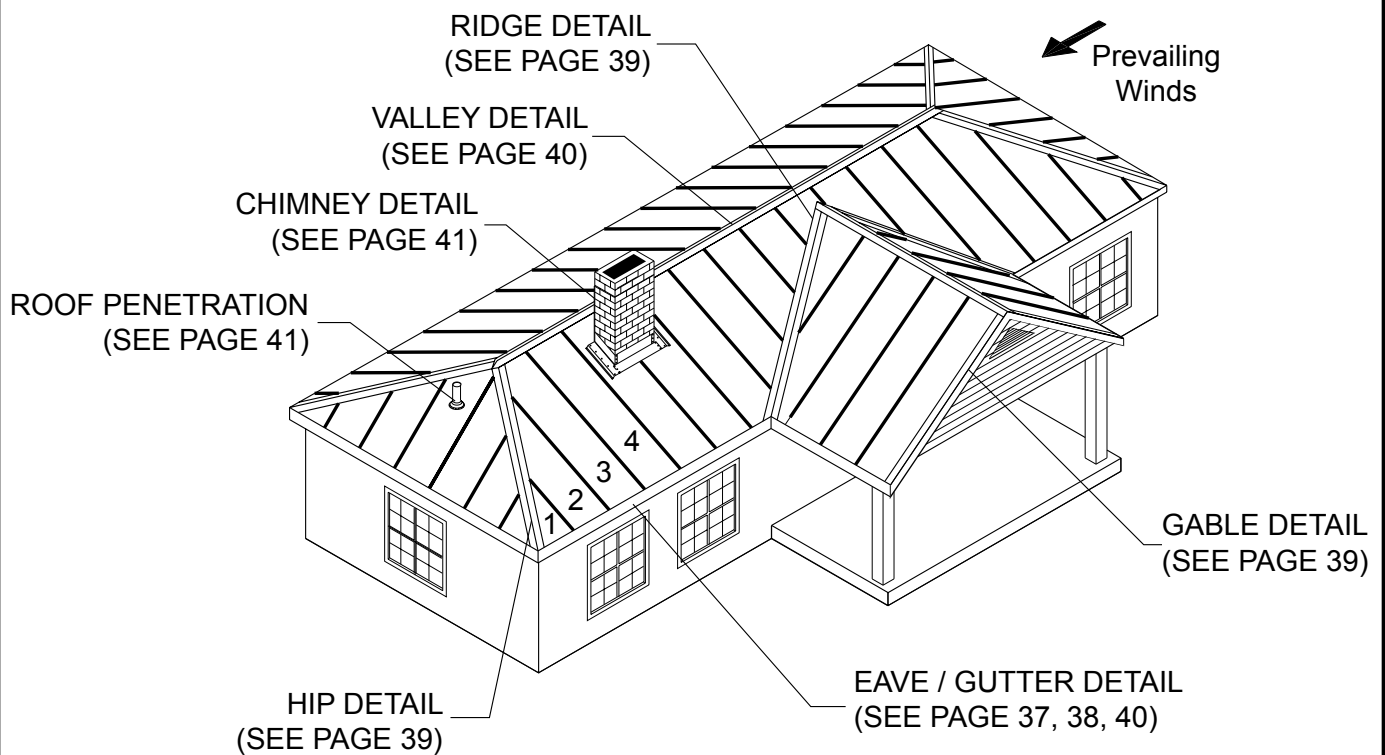 RIDGE DETAIL
(SEE PAGE 39)
Prevailing
Winds
VALLEY DETAIL
(SEE PAGE 40)
CHIMNEY DETAIL
(SEE PAGE 41)
ROOF PENETRATION
(SEE PAGE 41)
4
3
2
1
GABLE DETAIL
(SEE PAGE 39)
EAVE / GUTTER DETAIL
(SEE PAGE 37, 38, 40)
HIP DETAIL
(SEE PAGE 39)